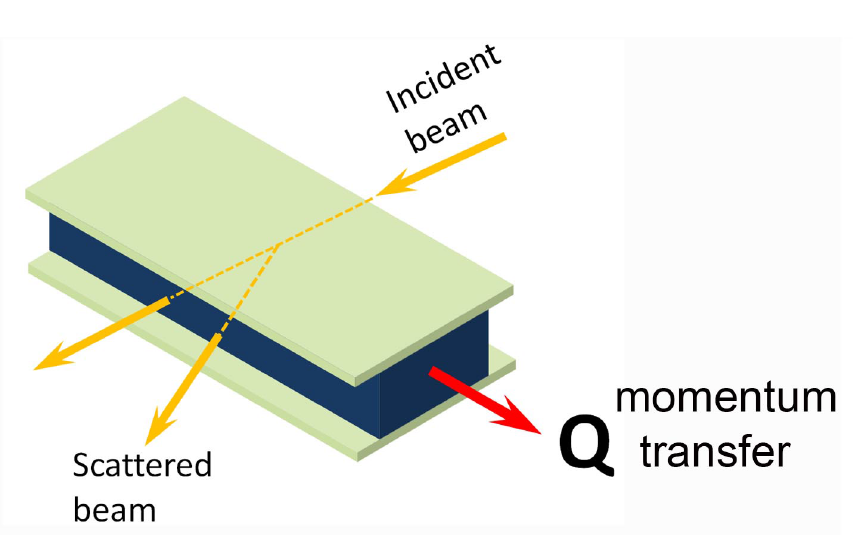 Incident
beam
momentum
Q transfer
Scattered
beam